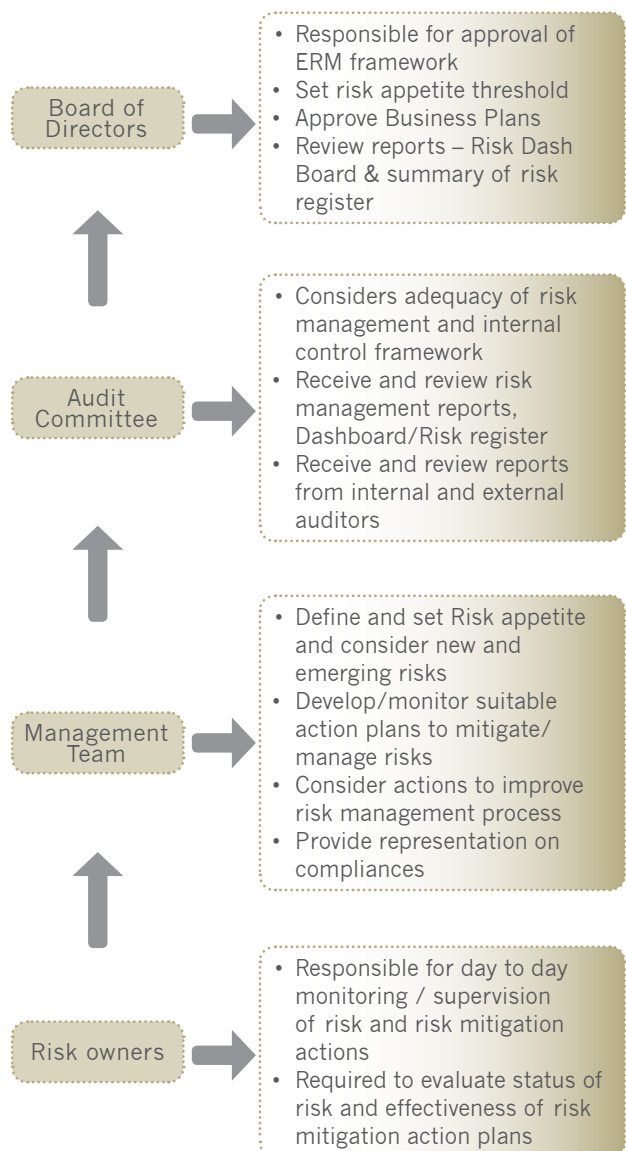 Board of
Directors
• Responsible for approval of
ERM framework
• Set risk appetite threshold
• Approve Business Plans
• Review reports – Risk Dash
Board & summary of risk
register
Audit
Committee
• Considers adequacy of risk
management and internal
control framework
• Receive and review risk
management reports,
Dashboard/Risk register
• Receive and review reports
from internal and external
auditors
Management
Team
• Define and set Risk appetite
and consider new and
emerging risks
• Develop/monitor suitable
action plans to mitigate/
manage risks
• Consider actions to improve
risk management process
• Provide representation on
compliances
Risk owners
• Responsible for day to day
monitoring / supervision
of risk and risk mitigation
actions
• Required to evaluate status of
risk and effectiveness of risk
mitigation action plans